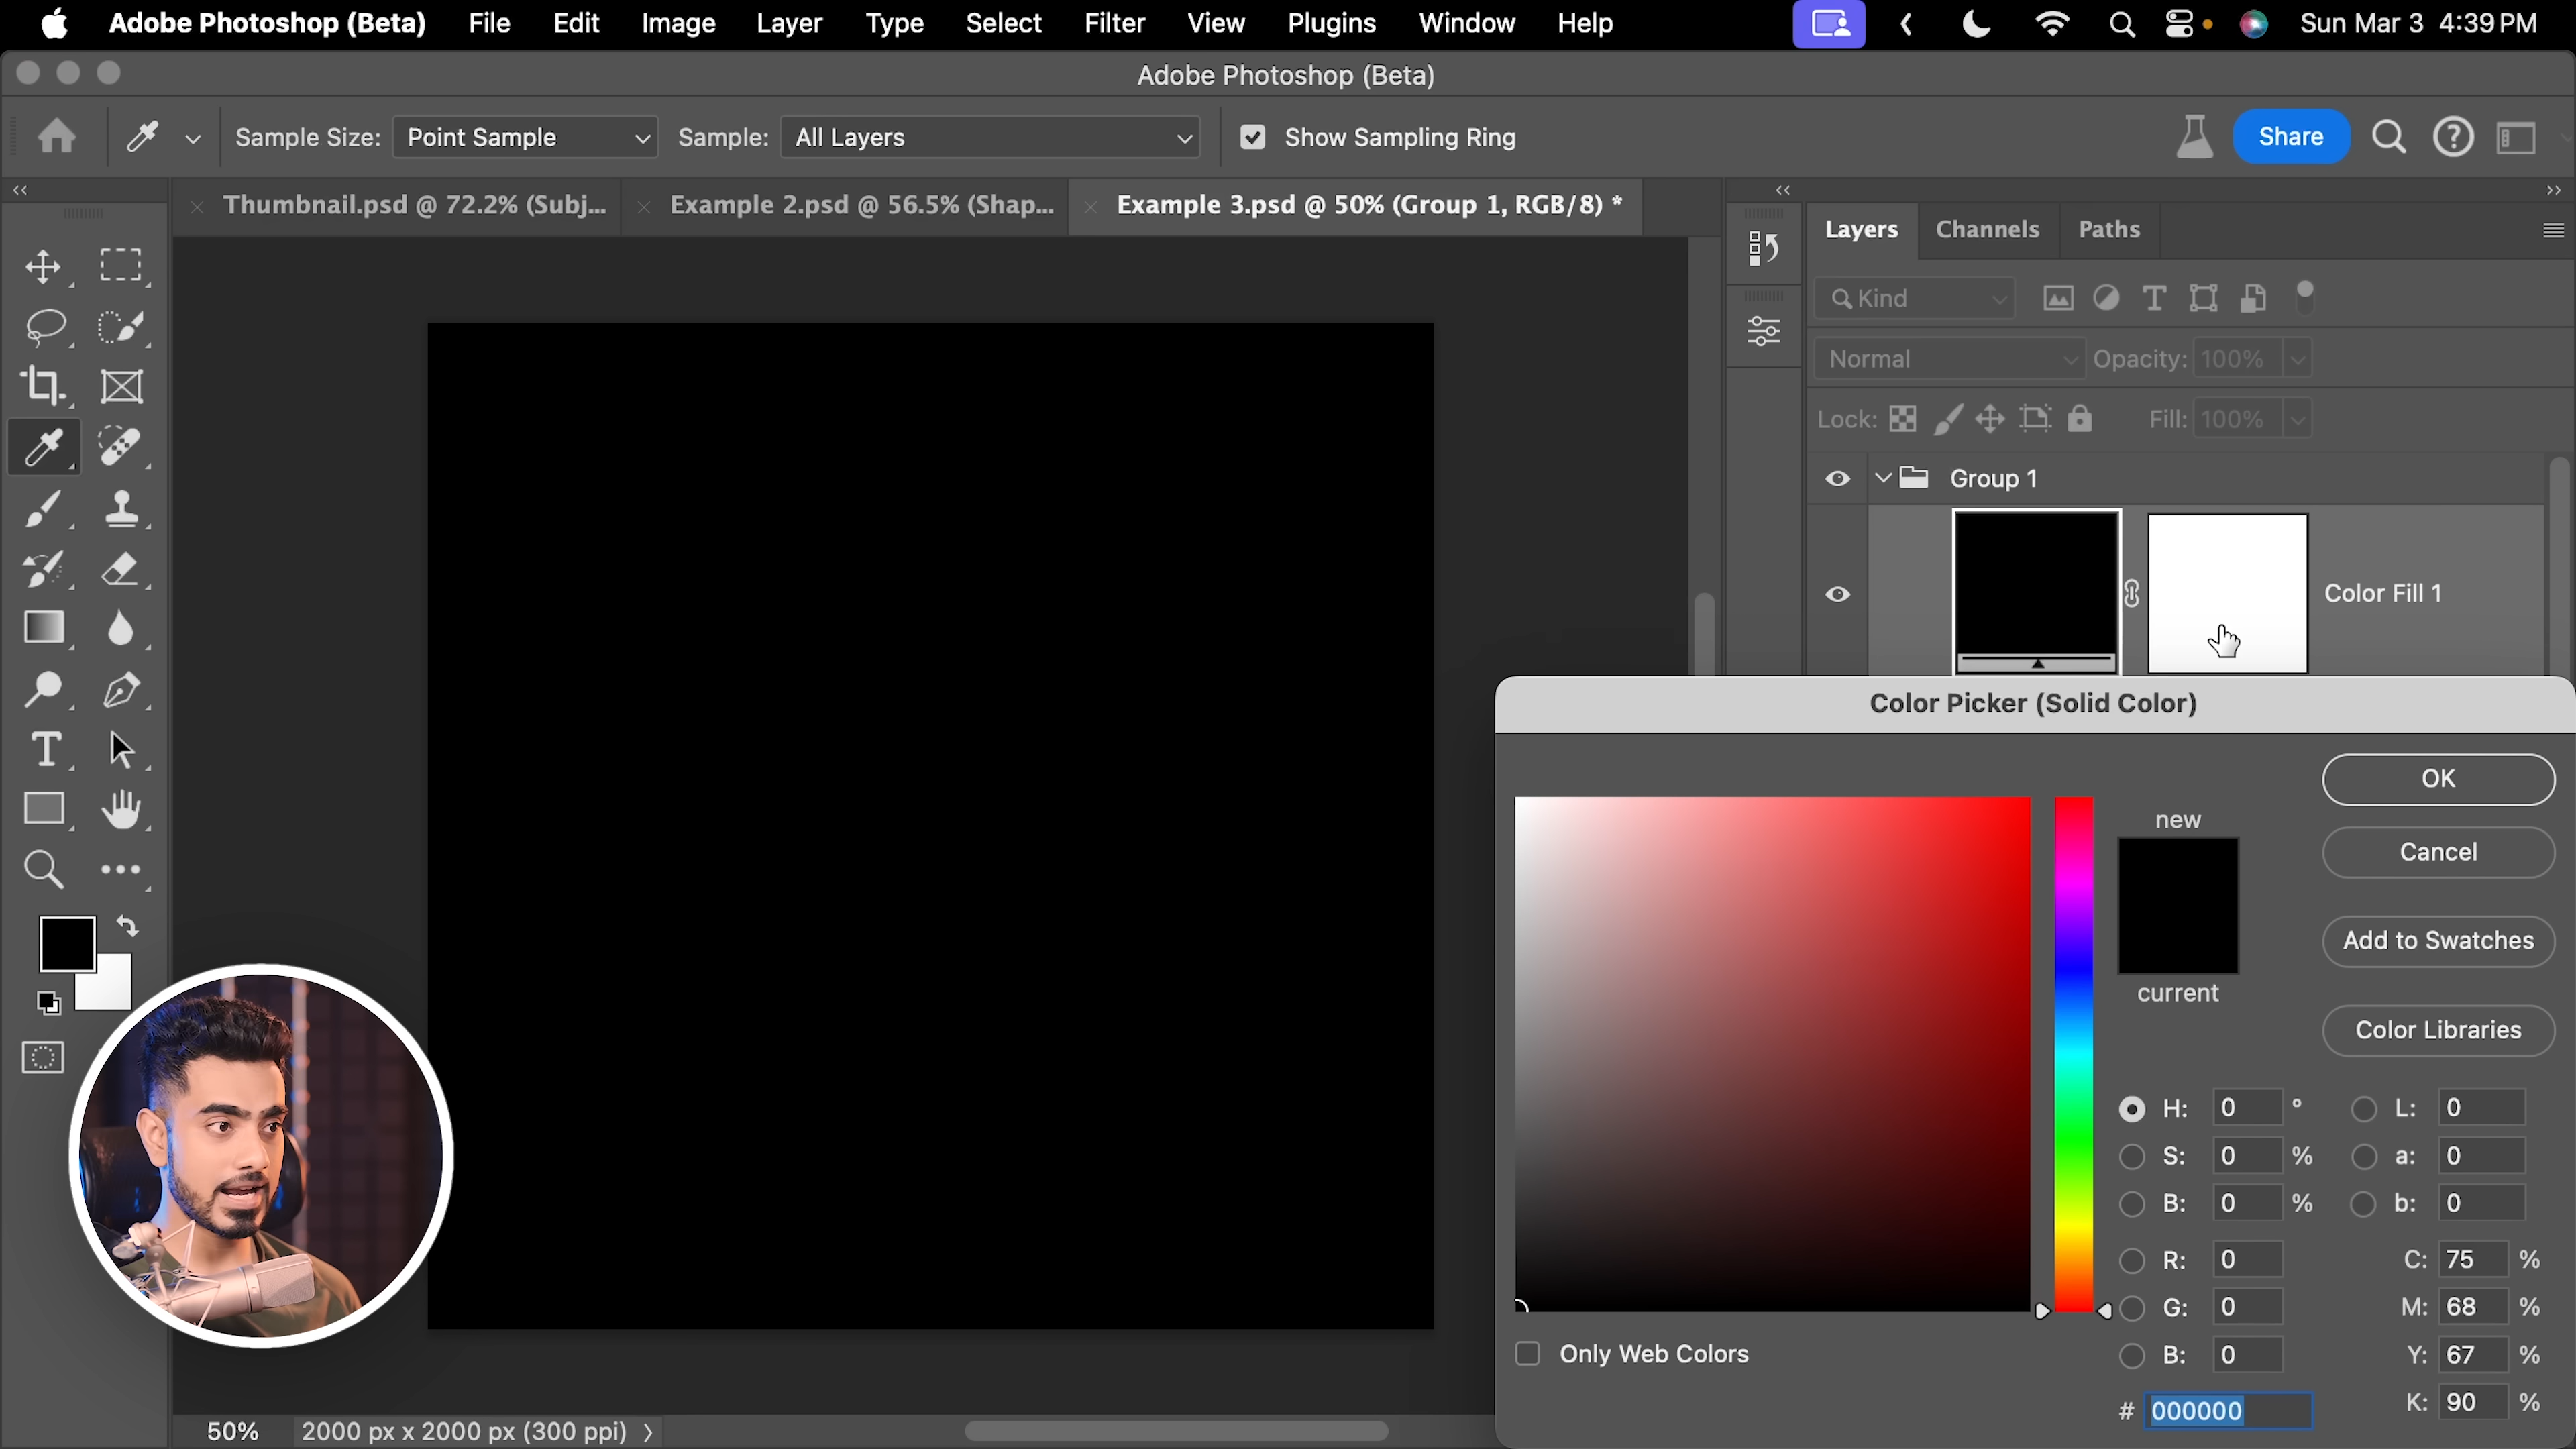 Adobe Photoshop (Beta) File Edit Image Layer Type Select Filter View Plugins Window Help Sun Mar 3 4:39 PM
Adobe Photoshop (Beta)
Sample Size: Point Sample Sample: All Layers Show Sampling Ring Share
Thumbnail.psd @ 72.2% (Subj... Example 2.psd @ 56.5% (Shap... Example 3.psd @ 50% (Group 1, RGB/8) *
Layers Channels Paths
Kind
Normal Opacity: 100%
Lock: Fill: 100%
Group 1
Color Fill 1
Color Picker (Solid Color)
OK
new
Cancel
Add to Swatches
current
Color Libraries
H: 0 ° L: 0
S: 0 % a: 0
B: 0 % b: 0
R: 0 C: 75 %
G: 0 M: 68 %
B: 0 Y: 67 %
Only Web Colors
# 000000 K: 90 %
50% 2000 px x 2000 px (300 ppi)